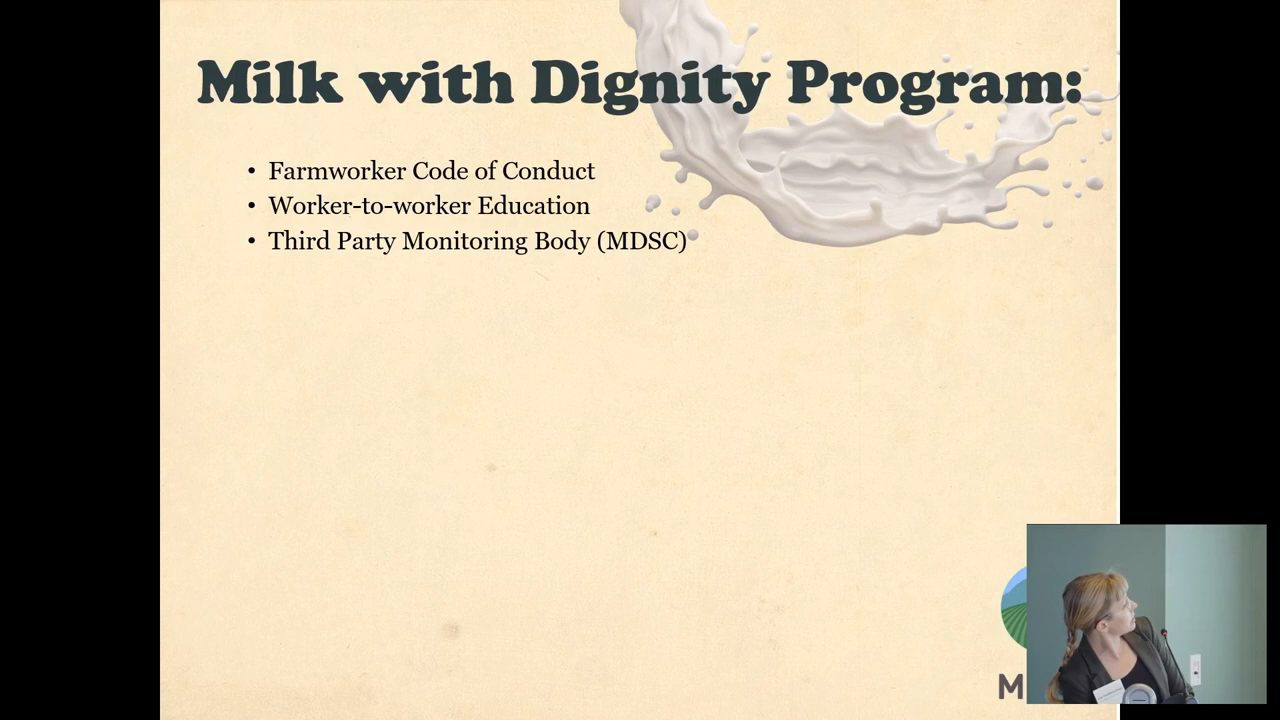 Milk with Dignity Program:
• Farmworker Code of Conduct
• Worker-to-worker Education
• Third Party Monitoring Body (MDSC)
M